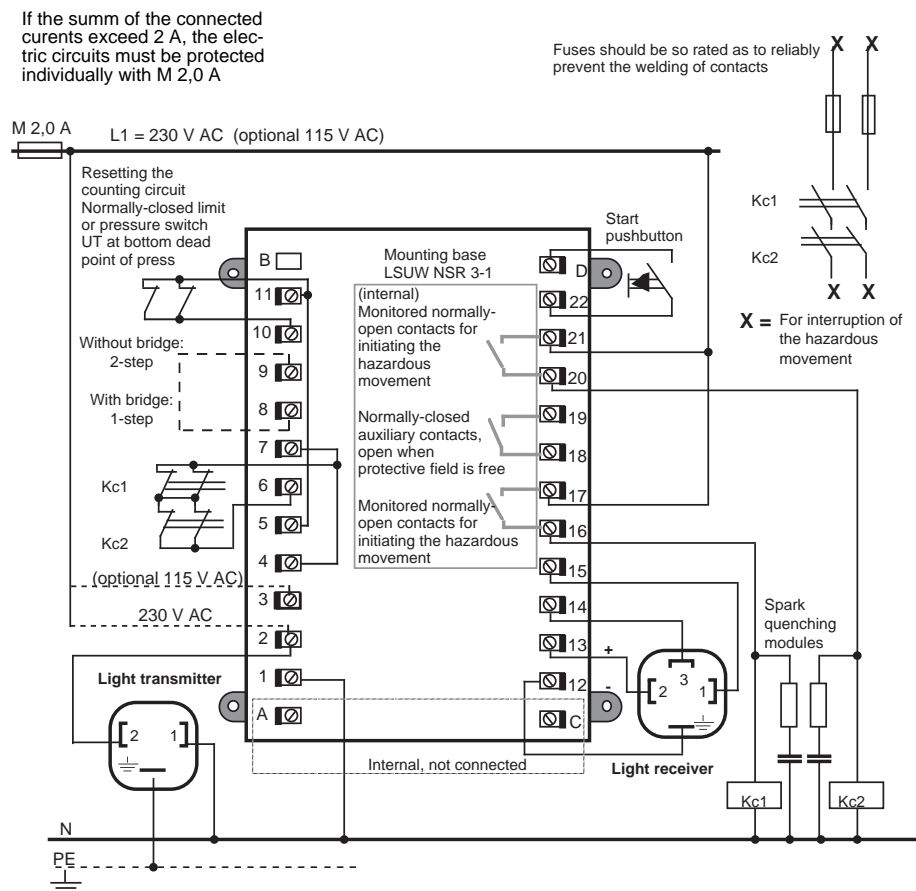 If the summ of the connected
curents exceed 2 A, the elec-
tric circuits must be protected
individually with M 2,0 A
Fuses should be so rated as to reliably
prevent the welding of contacts
X X
M 2,0 A
L1 = 230 V AC (optional 115 V AC)
Resetting the
counting circuit
Normally-closed limit
or pressure switch
UT at bottom dead
point of press
Start
pushbutton
Kc1
Kc2
X X
X = For interruption of
the hazardous
movement
Mounting base
LSUW NSR 3-1
B
11
10
9
8
7
6
5
4
3
2
1
A
D
22
21
20
19
18
17
16
15
14
13
12
C
(internal)
Monitored normally-
open contacts for
initiating the
hazardous
movement
Normally-closed
auxiliary contacts,
open when
protective field is free
Monitored normally-
open contacts for
initiating the hazardous
movement
Without bridge:
2-step
With bridge:
1-step
Kc1
Kc2
(optional 115 V AC)
230 V AC
Light transmitter
2 1
Internal, not connected
+
-
2 3 1
Light receiver
Spark
quenching
modules
Kc1
Kc2
N
PE